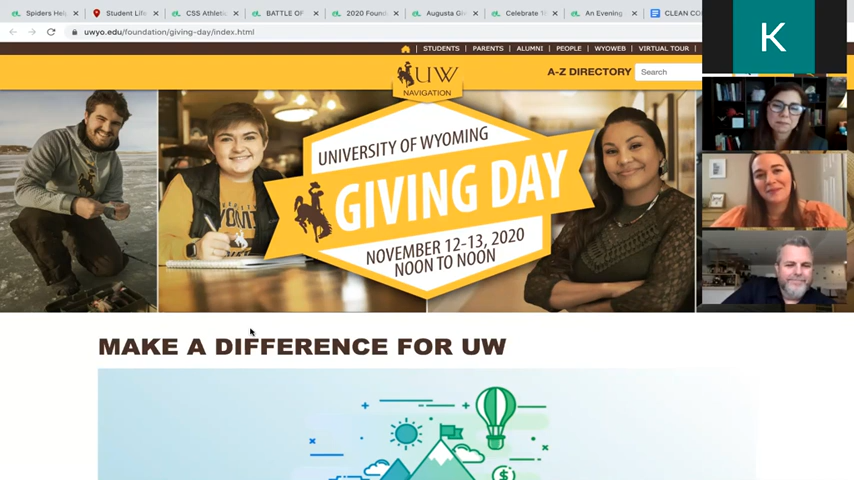 Spiders Help
Student Life
CSS Athleti
BATTLE OF
2020 Found
Augusta Gi
Celebrate 1
An Evening
CLEAN CO
uwyo.edu/foundation/giving-day/index.html
STUDENTS | PARENTS | ALUMNI | PEOPLE | WYOWEB | VIRTUAL TOUR |
UW
NAVIGATION
A-Z DIRECTORY
Search
K
UNIVERSITY OF WYOMING
GIVING DAY
NOVEMBER 12-13, 2020
NOON TO NOON
MAKE A DIFFERENCE FOR UW
$